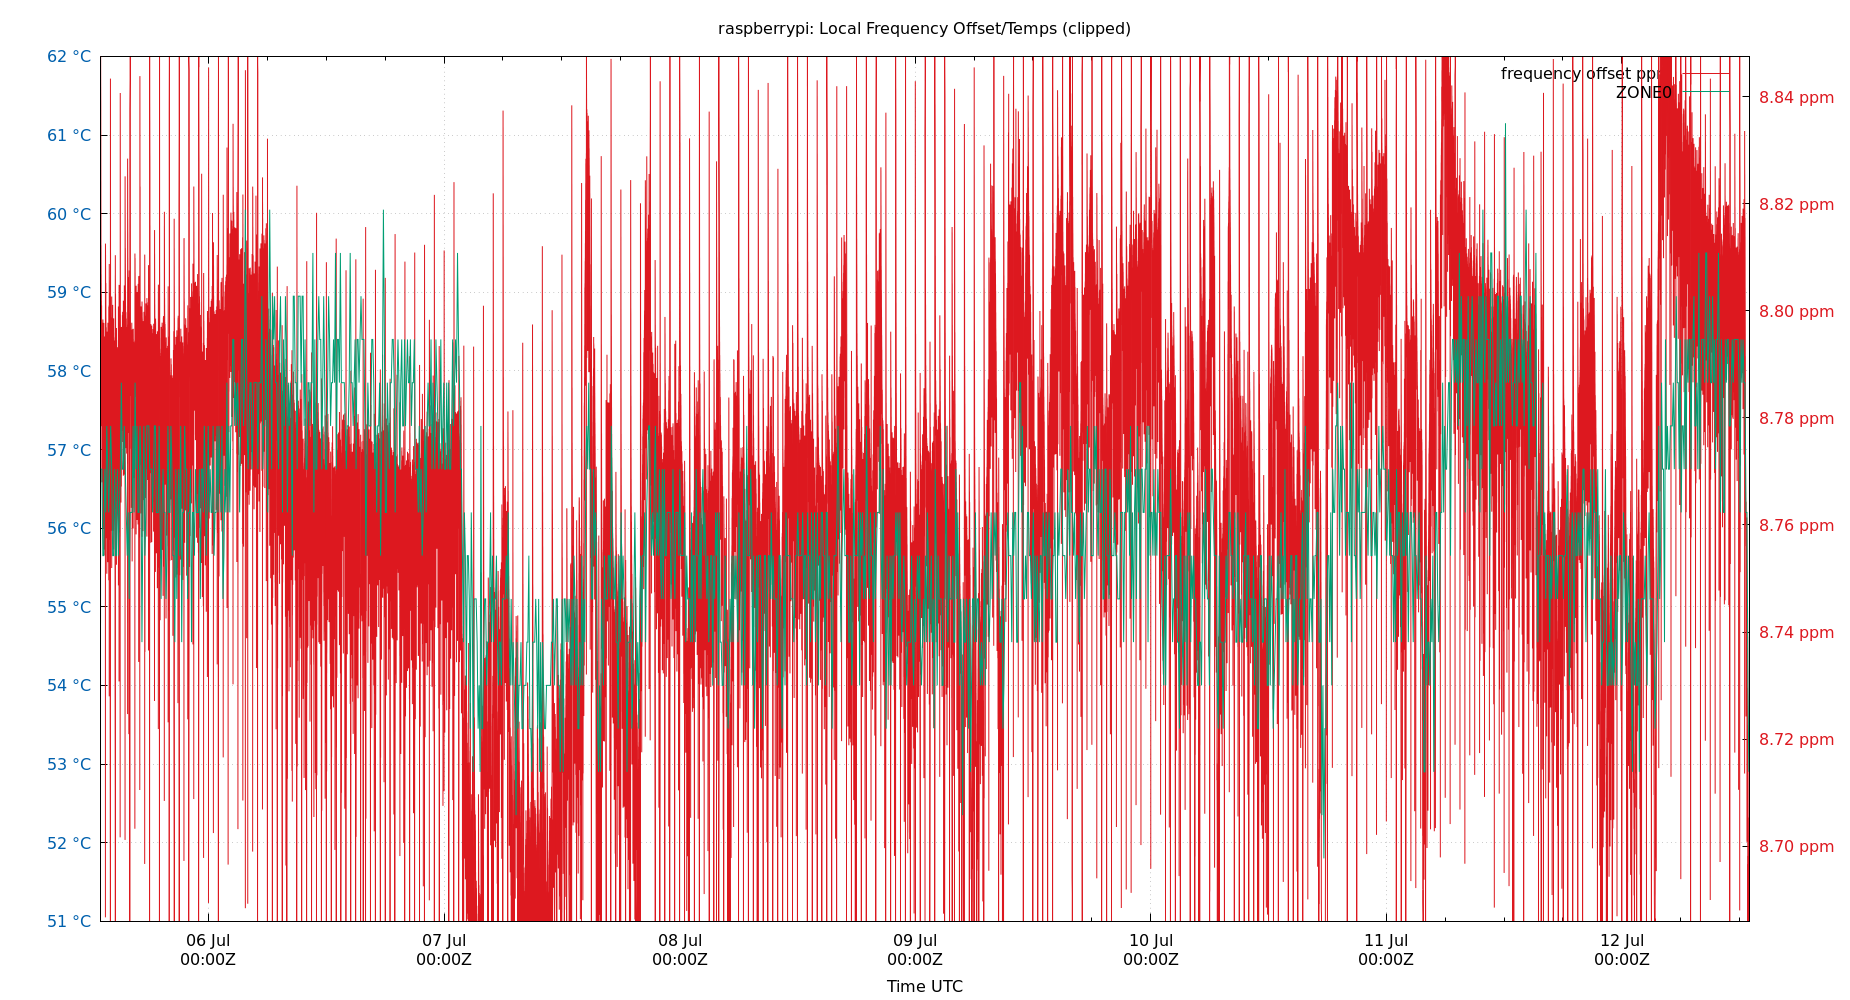 raspberrypi: Local Frequency Offset/Temps (clipped)
62 °C
61 °C
60 °C
59 °C
58 °C
57 °C
56 °C
55 °C
54 °C
53 °C
52 °C
51 °C
frequency offset pp
ZONE0
8.84 ppm
8.82 ppm
8.80 ppm
8.78 ppm
8.76 ppm
8.74 ppm
8.72 ppm
8.70 ppm
06 Jul 07 Jul 08 Jul 09 Jul 10 Jul 11 Jul 12 Jul
00:00Z 00:00Z 00:00Z 00:00Z 00:00Z 00:00Z 00:00Z
Time UTC